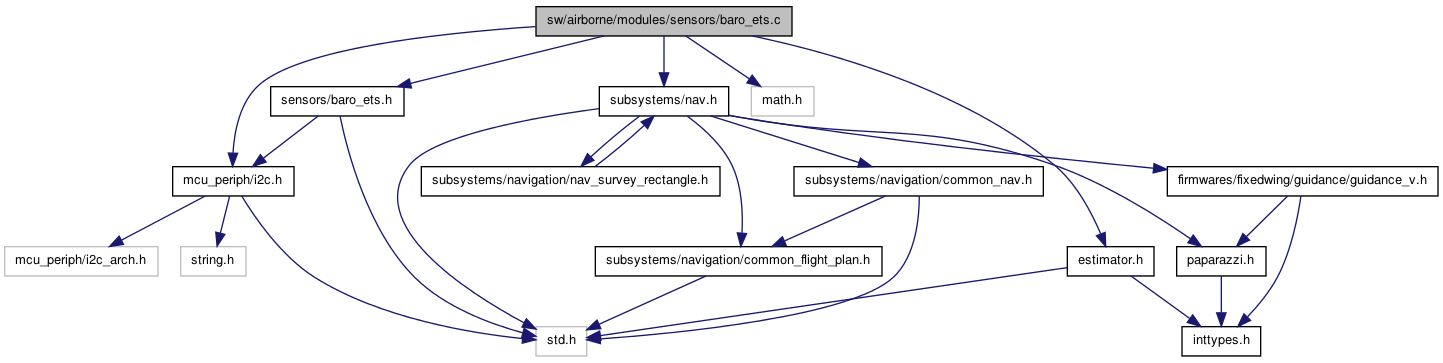 sw/airborne/modules/sensors/baro_ets.c
sensors/baro_ets.h
subsystems/nav.h
math.h
mcu_periph/i2c.h
subsystems/navigation/nav_survey_rectangle.h
subsystems/navigation/common_nav.h
firmwares/fixedwing/guidance/guidance_v.h
mcu_periph/i2c_arch.h
string.h
subsystems/navigation/common_flight_plan.h
estimator.h
paparazzi.h
std.h
inttypes.h